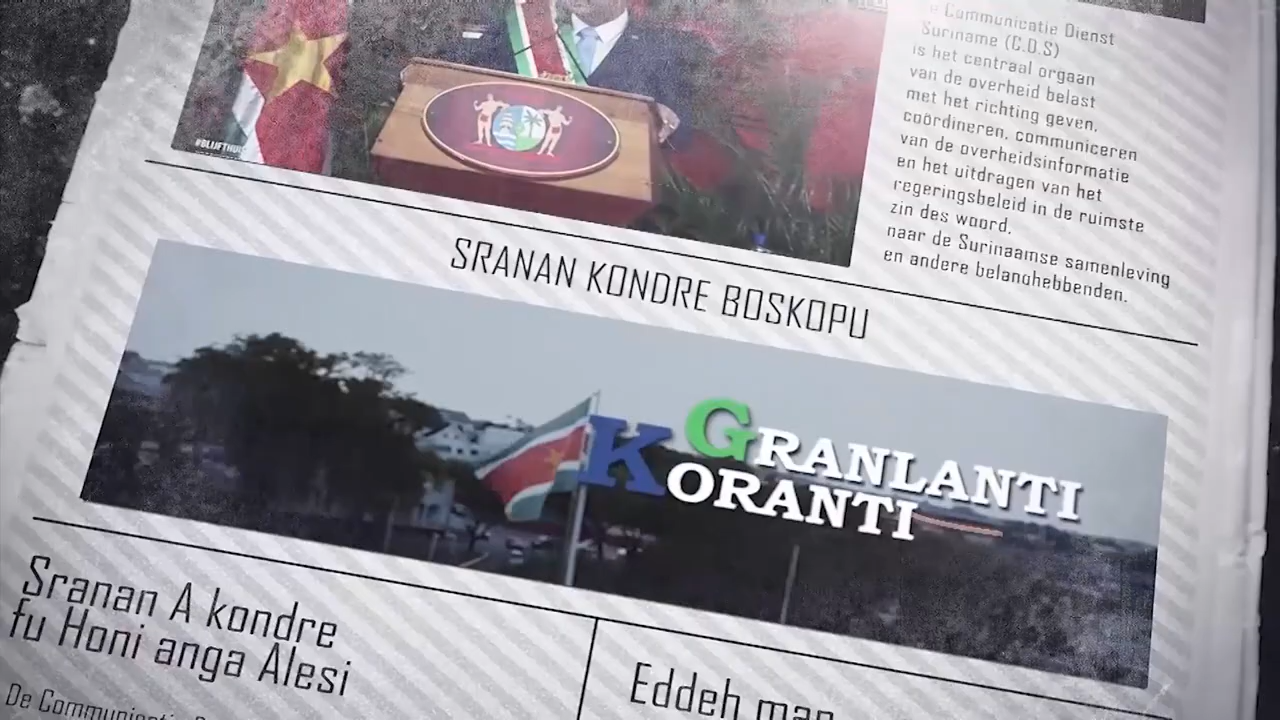 Communicatie Dienst
Suriname (C.D.S)
is het centraal orgaan
van de overheid belast
met het richting geven,
coördineren, communiceren
van de overheidsinformatie
en het uitdragen van het
regeringsbeleid in de ruimste
zin des woord,
naar de Surinaamse samenleving
en andere belanghebbenden.
SRANAN KONDRE BOSKOPU
GRANLANTI
KORANTI
Sranan A kondre
fu Honi anga Alesi
De
Eddeh man